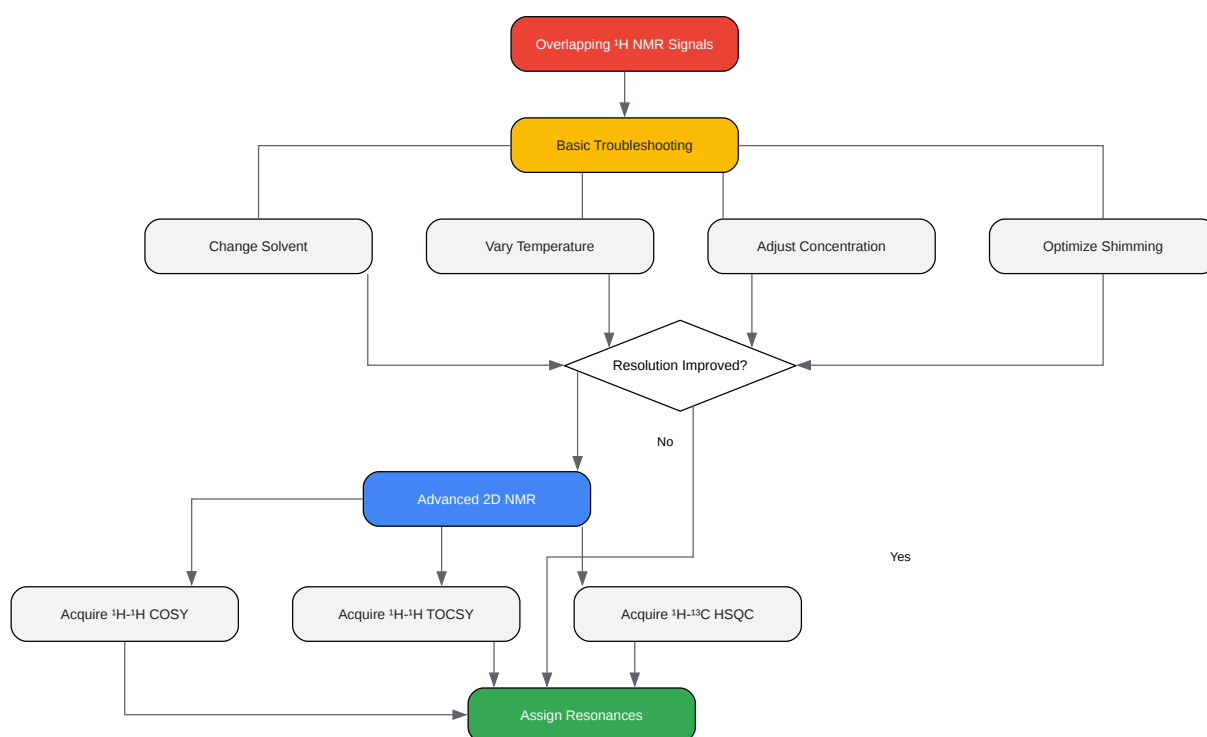 Overlapping ¹H NMR Signals
Basic Troubleshooting
Change Solvent
Vary Temperature
Adjust Concentration
Optimize Shimming
Resolution Improved?
No
Advanced 2D NMR
Yes
Acquire ¹H-¹H COSY
Acquire ¹H-¹H TOCSY
Acquire ¹H-¹³C HSQC
Assign Resonances